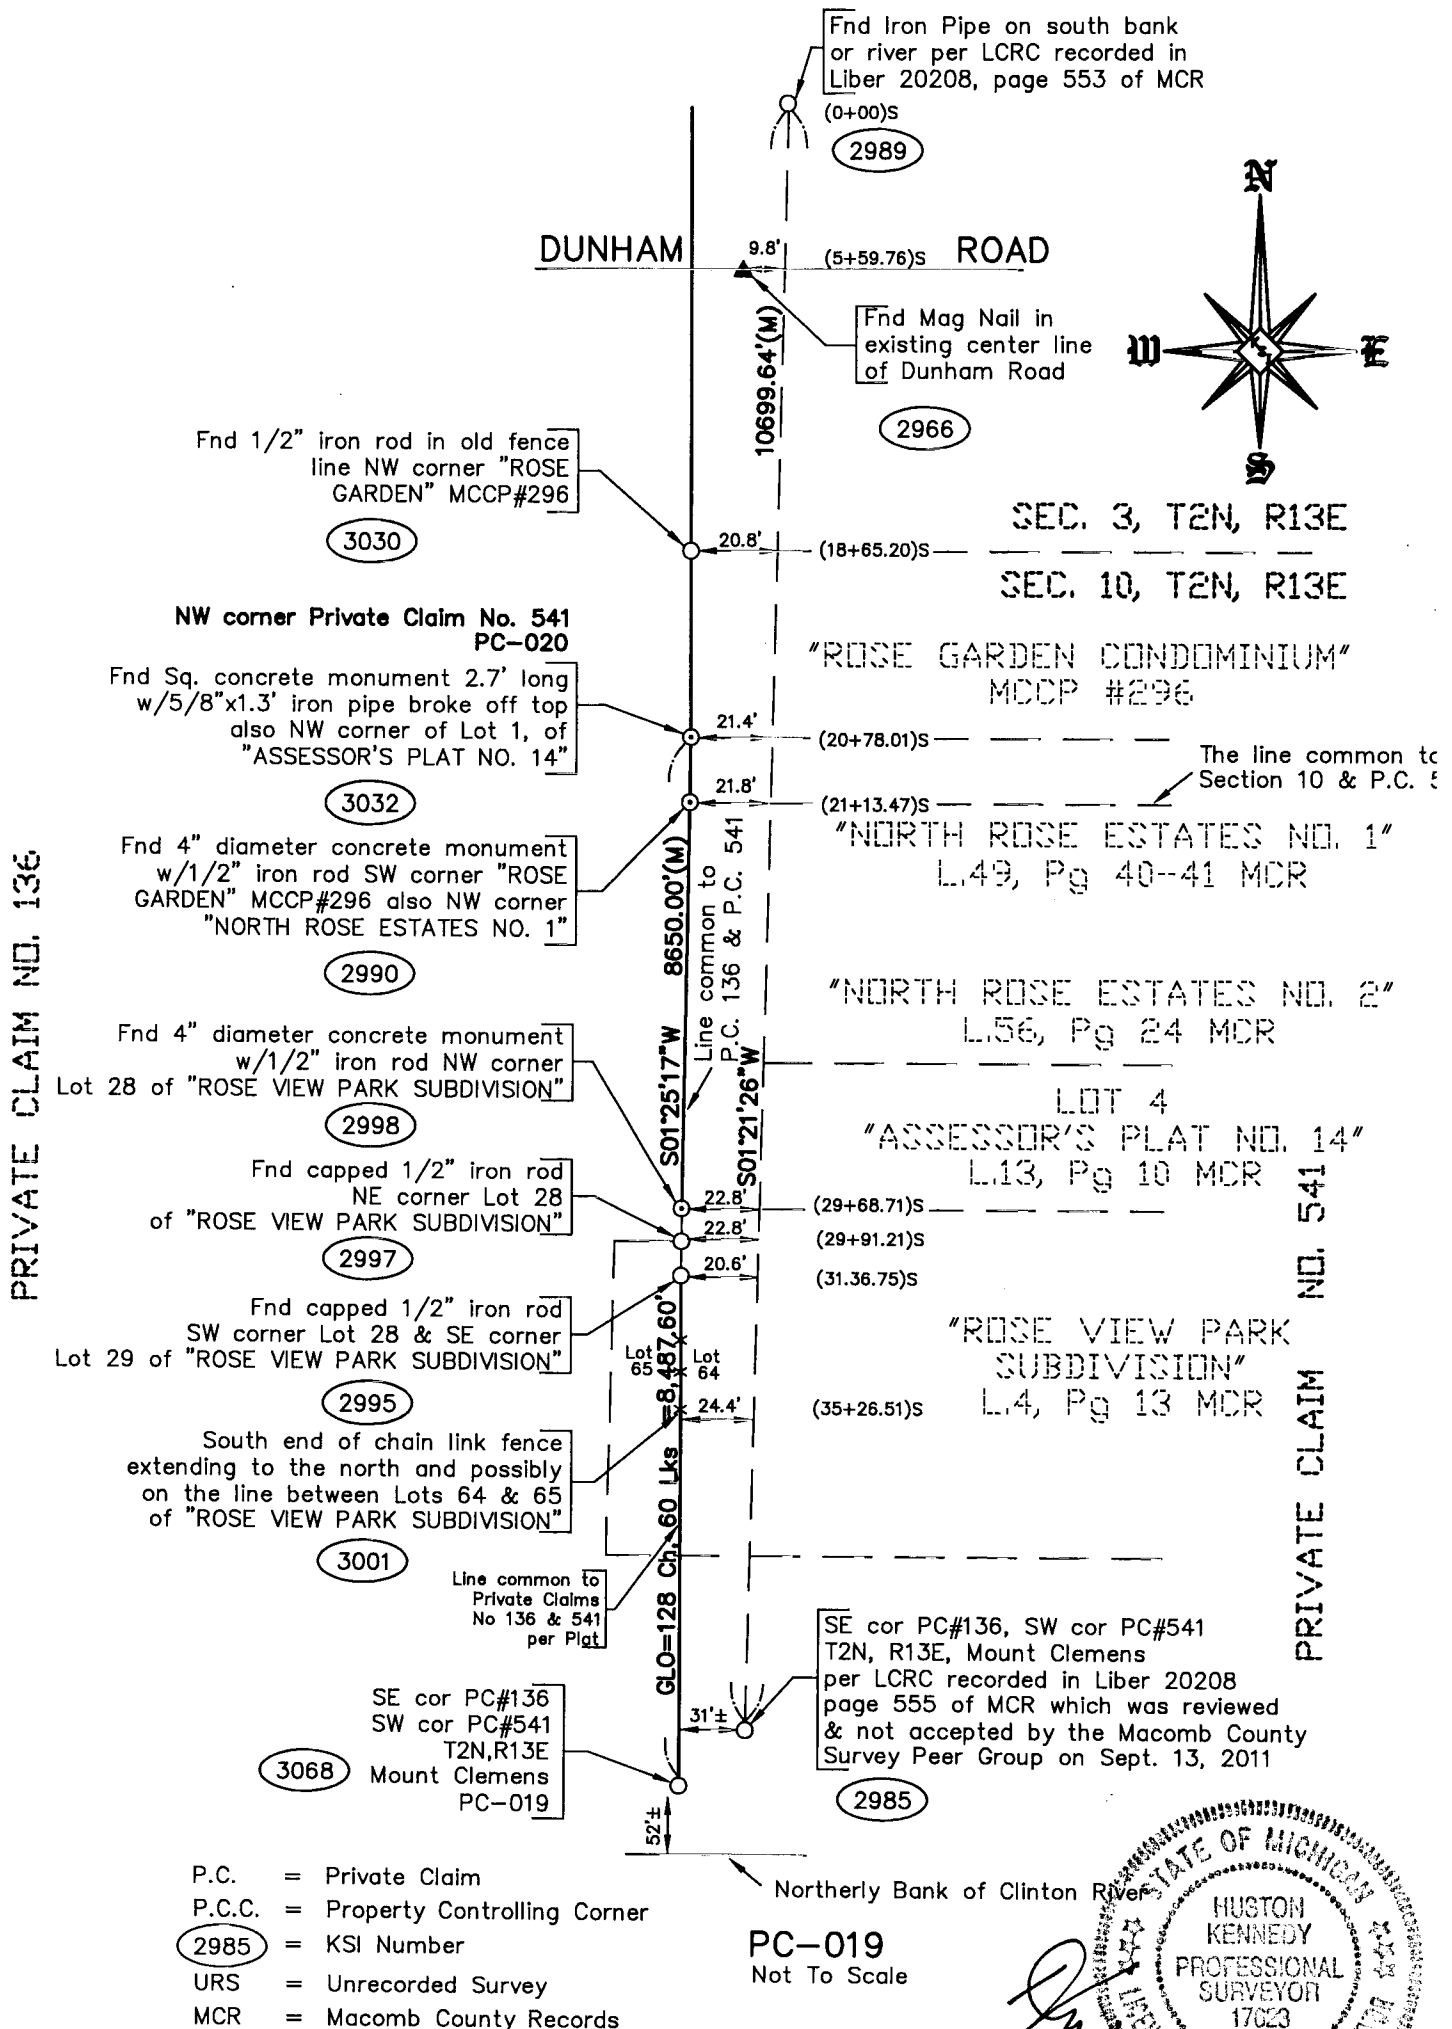 Fnd Iron Pipe on south bank
or river per LCRC recorded in
Liber 20208, page 553 of MCR
(0+00)S
2989
N
W
E
S
DUNHAM ROAD
9.8'
(5+59.76)S
Fnd Mag Nail in
existing center line
of Dunham Road
2966
10699.64'(M)
Fnd 1/2" iron rod in old fence
line NW corner "ROSE
GARDEN" MCCP#296
3030
20.8'
(18+65.20)S
SEC. 3, T2N, R13E
SEC. 10, T2N, R13E
NW corner Private Claim No. 541
PC-020
Fnd Sq. concrete monument 2.7' long
w/5/8"x1.3' iron pipe broke off top
also NW corner of Lot 1, of
"ASSESSOR'S PLAT NO. 14"
3032
"ROSE GARDEN CONDOMINIUM"
MCCP #296
21.4'
(20+78.01)S
The line common to
Section 10 & P.C. 5
21.8'
(21+13.47)S
Fnd 4" diameter concrete monument
w/1/2" iron rod SW corner "ROSE
GARDEN" MCCP#296 also NW corner
"NORTH ROSE ESTATES NO. 1"
2990
"NORTH ROSE ESTATES NO. 1"
L.49, Pg 40--41 MCR
PRIVATE CLAIM NO. 136
8650.00'(M)
S01°25'17"W
Line common to
P.C. 136 & P.C. 541
S01°21'26"W
"NORTH ROSE ESTATES NO. 2"
L.56, Pg 24 MCR
Fnd 4" diameter concrete monument
w/1/2" iron rod NW corner
Lot 28 of "ROSE VIEW PARK SUBDIVISION"
2998
LOT 4
"ASSESSOR'S PLAT NO. 14"
L.13, Pg 10 MCR
Fnd capped 1/2" iron rod
NE corner Lot 28
of "ROSE VIEW PARK SUBDIVISION"
2997
22.8'
(29+68.71)S
22.8'
(29+91.21)S
20.6'
(31.36.75)S
Fnd capped 1/2" iron rod
SW corner Lot 28 & SE corner
Lot 29 of "ROSE VIEW PARK SUBDIVISION"
2995
"ROSE VIEW PARK
SUBDIVISION"
L.4, Pg 13 MCR
PRIVATE CLAIM NO. 541
Lot
65
Lot
64
24.4'
(35+26.51)S
GLO=128 Ch, 60 Lks =8,487.60'
South end of chain link fence
extending to the north and possibly
on the line between Lots 64 & 65
of "ROSE VIEW PARK SUBDIVISION"
3001
Line common to
Private Claims
No 136 & 541
per Plat
SE cor PC#136, SW cor PC#541
T2N, R13E, Mount Clemens
per LCRC recorded in Liber 20208
page 555 of MCR which was reviewed
& not accepted by the Macomb County
Survey Peer Group on Sept. 13, 2011
2985
31'±
SE cor PC#136
SW cor PC#541
T2N,R13E
Mount Clemens
PC-019
3068
52'±
Northerly Bank of Clinton River
P.C. = Private Claim
P.C.C. = Property Controlling Corner
2985 = KSI Number
URS = Unrecorded Survey
MCR = Macomb County Records
PC-019
Not To Scale
STATE OF MICHIGAN
HUSTON
KENNEDY
PROFESSIONAL
SURVEYOR
17623